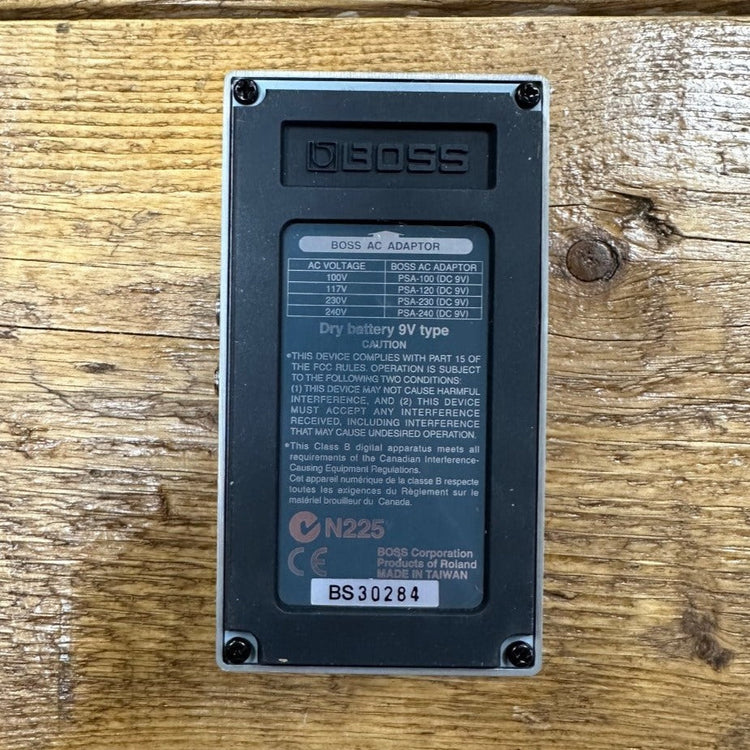 BOSS
BOSS AC ADAPTOR
AC VOLTAGE BOSS AC ADAPTOR
100V PSA-100 (DC 9V)
117V PSA-120 (DC 9V)
230V PSA-230 (DC 9V)
240V PSA-240 (DC 9V)
Dry battery 9V type
CAUTION
•THIS DEVICE COMPLIES WITH PART 15 OF
THE FCC RULES. OPERATION IS SUBJECT
TO THE FOLLOWING TWO CONDITIONS:
(1) THIS DEVICE MAY NOT CAUSE HARMFUL
INTERFERENCE, AND (2) THIS DEVICE
MUST ACCEPT ANY INTERFERENCE
RECEIVED, INCLUDING INTERFERENCE
THAT MAY CAUSE UNDESIRED OPERATION.
•This Class B digital apparatus meets all
requirements of the Canadian Interference-
Causing Equipment Regulations.
Cet appareil numérique de la classe B respecte
toutes les exigences du Règlement sur le
matériel brouilleur du Canada.
N225
CE
BOSS Corporation
Products of Roland
MADE IN TAIWAN
BS30284